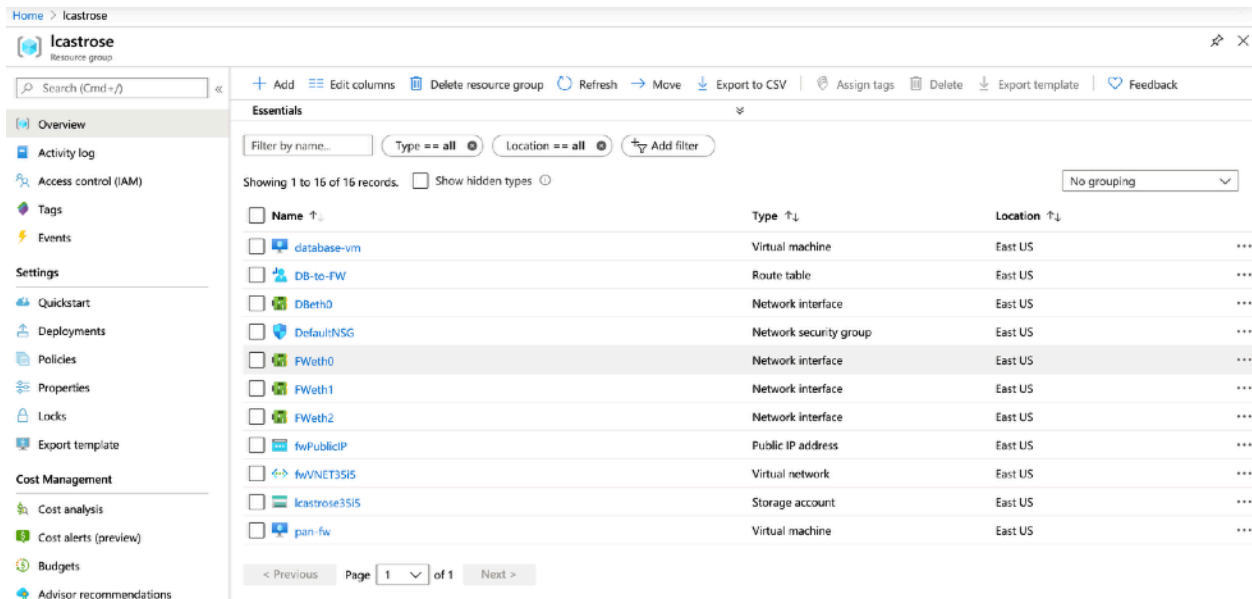 Home > lcastrose
lcastrose
Resource group
Search (Cmd+/)
Overview
Activity log
Access control (IAM)
Tags
Events
Settings
Quickstart
Deployments
Policies
Properties
Locks
Export template
Cost Management
Cost analysis
Cost alerts (preview)
Budgets
Advisor recommendations
Add Edit columns Delete resource group Refresh Move Export to CSV Assign tags Delete Export template Feedback
Essentials
Filter by name... Type == all Location == all Add filter
Showing 1 to 16 of 16 records. Show hidden types No grouping
Name Type Location
database-vm Virtual machine East US
DB-to-FW Route table East US
DBeth0 Network interface East US
DefaultNSG Network security group East US
FWeth0 Network interface East US
FWeth1 Network interface East US
FWeth2 Network interface East US
fwPublicIP Public IP address East US
fwVNET35i5 Virtual network East US
lcastrose35i5 Storage account East US
pan-fw Virtual machine East US
< Previous Page 1 of 1 Next >